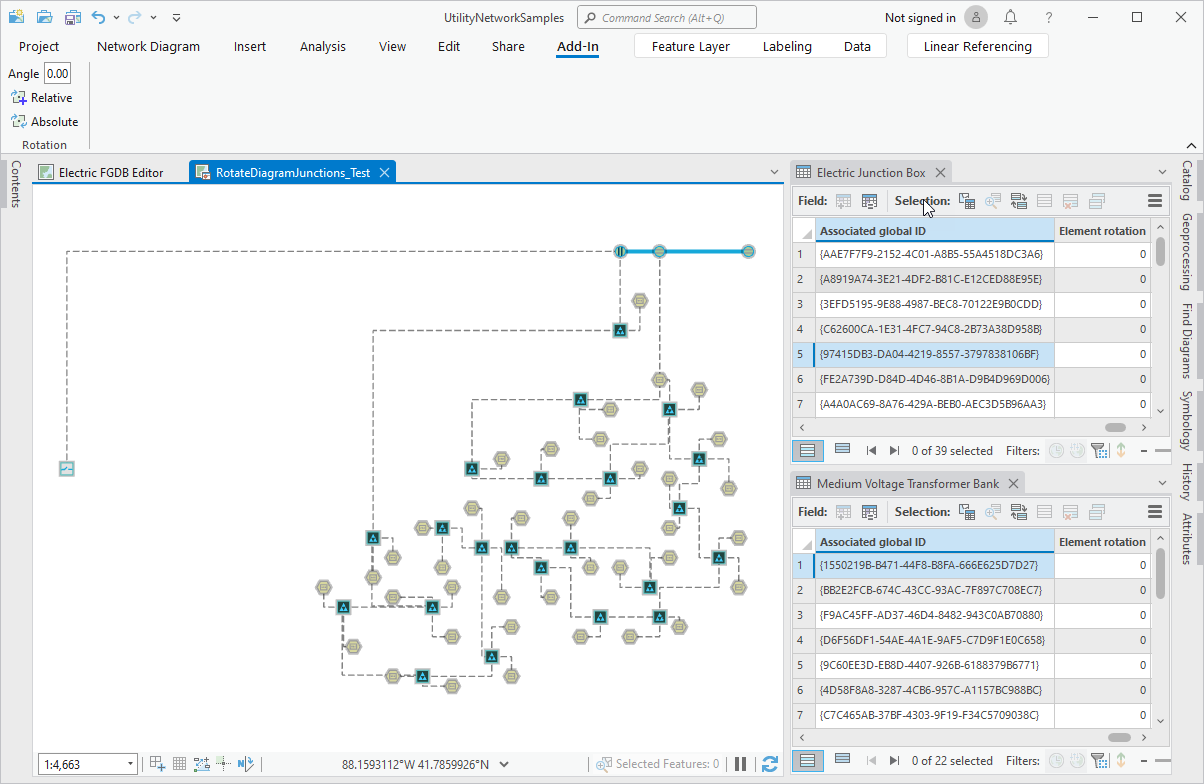 UtilityNetworkSamples
Command Search (Alt+Q)
Not signed in
?
Project
Network Diagram
Insert
Analysis
View
Edit
Share
Add-In
Feature Layer
Labeling
Data
Linear Referencing
Angle 0.00
Relative
Absolute
Rotation
Contents
Electric FGDB Editor
RotateDiagramJunctions_Test
Electric Junction Box
Field:
Selection:
Associated global ID Element rotation
1 {AAE7F7F9-2152-4C01-A8B5-55A4518DC3A6} 0
2 {A8919A74-3E21-4DF2-B81C-E12CED88E95E} 0
3 {3EFD5195-9E88-4987-BEC8-70122E9B0CDD} 0
4 {C62600CA-1E31-4FC7-94C8-2B73A38D958B} 0
5 {97415DB3-DA04-4219-8557-3797838106BF} 0
6 {FE2A739D-D84D-4D46-8B1A-D9B4D969D006} 0
7 {A4A0AC69-8A76-429A-BEB0-AEC3D5B96AA3} 0
0 of 39 selected
Filters:
Medium Voltage Transformer Bank
Field:
Selection:
Associated global ID Element rotation
1 {1550219B-B471-44F8-B8FA-666E625D7D27} 0
2 {BB2E2FCB-674C-43CC-93AC-7F897C708EC7} 0
3 {F9AC45FF-AD37-46D4-8482-943C0AB70880} 0
4 {D6F56DF1-54AE-4A1E-9AF5-C7D9F1E0C658} 0
5 {9C60EE3D-EB8D-4407-926B-6188379B6771} 0
6 {4D58F8A8-3287-4CB6-957C-A1157BC988BC} 0
7 {C7C465AB-37BF-4303-9F19-F34C5709038C} 0
0 of 22 selected
Filters:
Catalog
Geoprocessing
Find Diagrams
Symbology
History
Attributes
1:4,663
88.1593112°W 41.7859926°N
Selected Features: 0